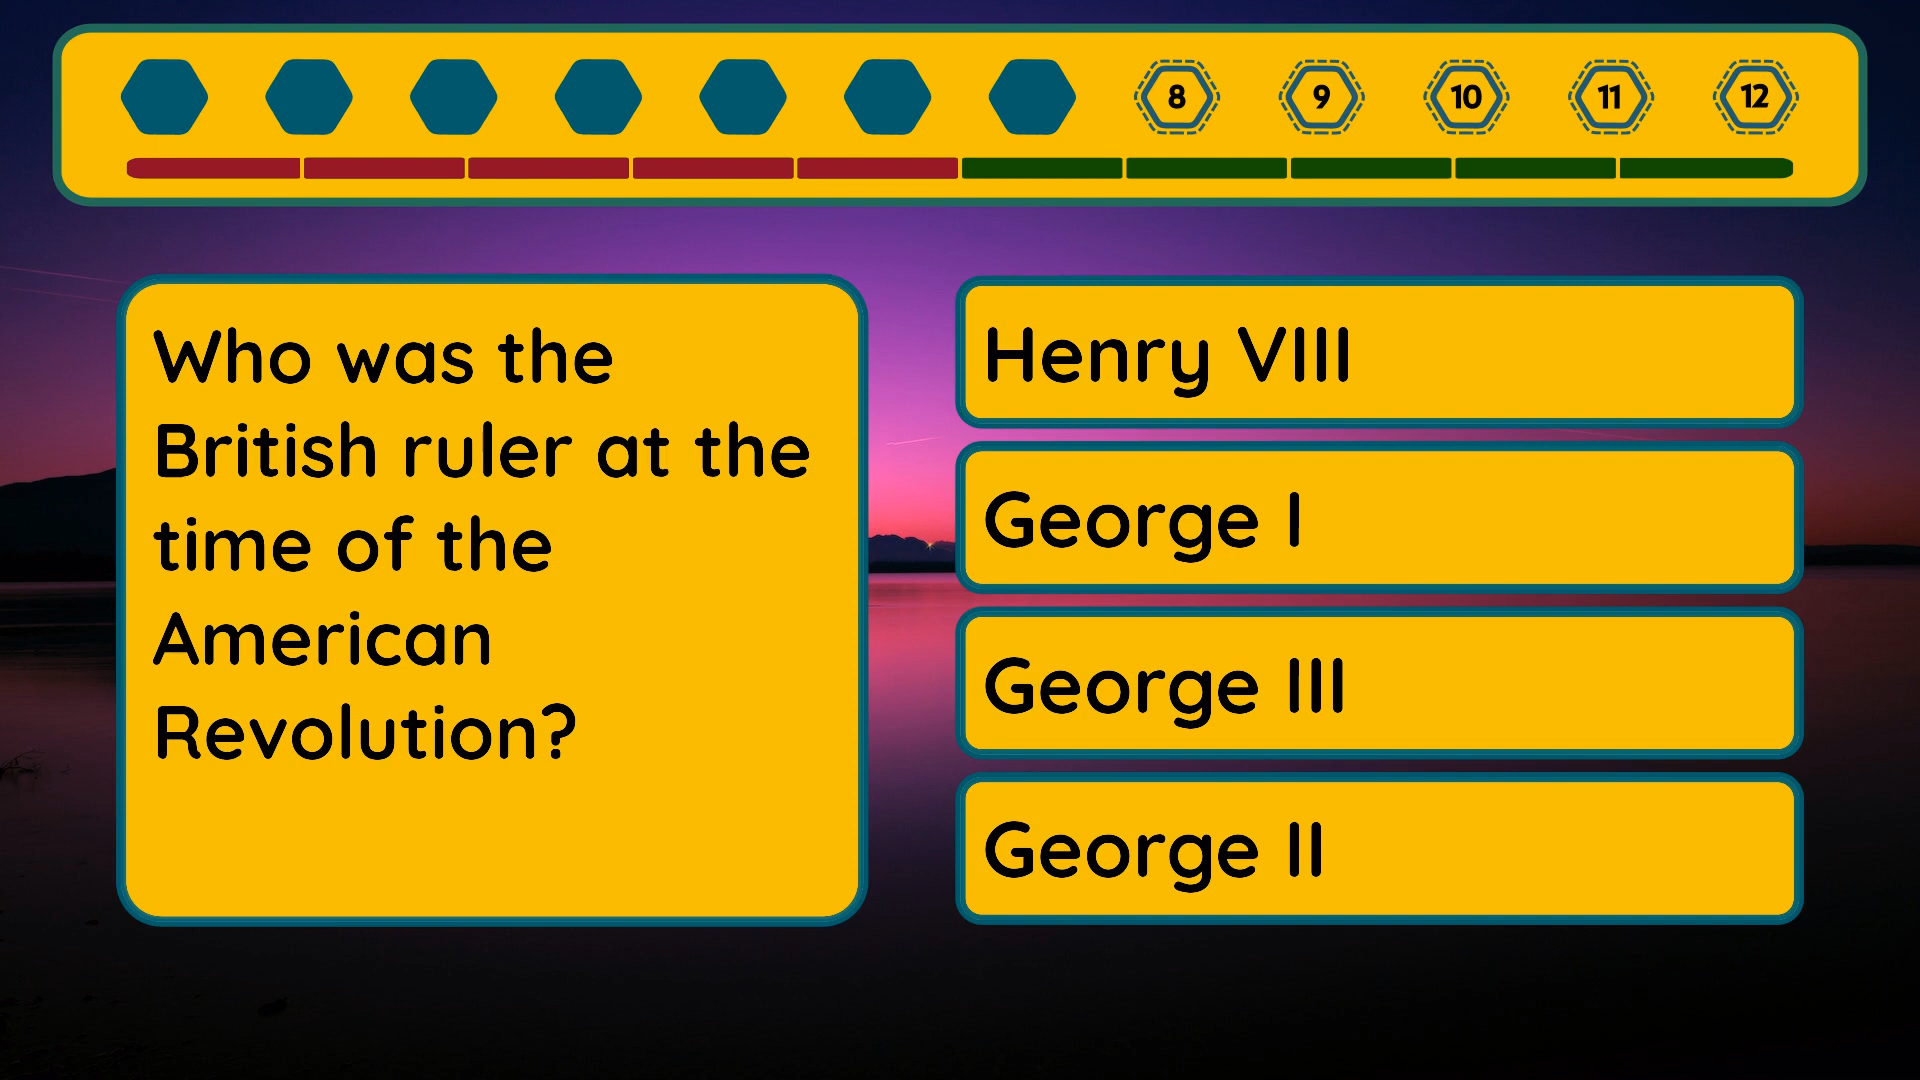 8 9 10 11 12
Who was the
British ruler at the
time of the
American
Revolution?
Henry VIII
George I
George III
George II